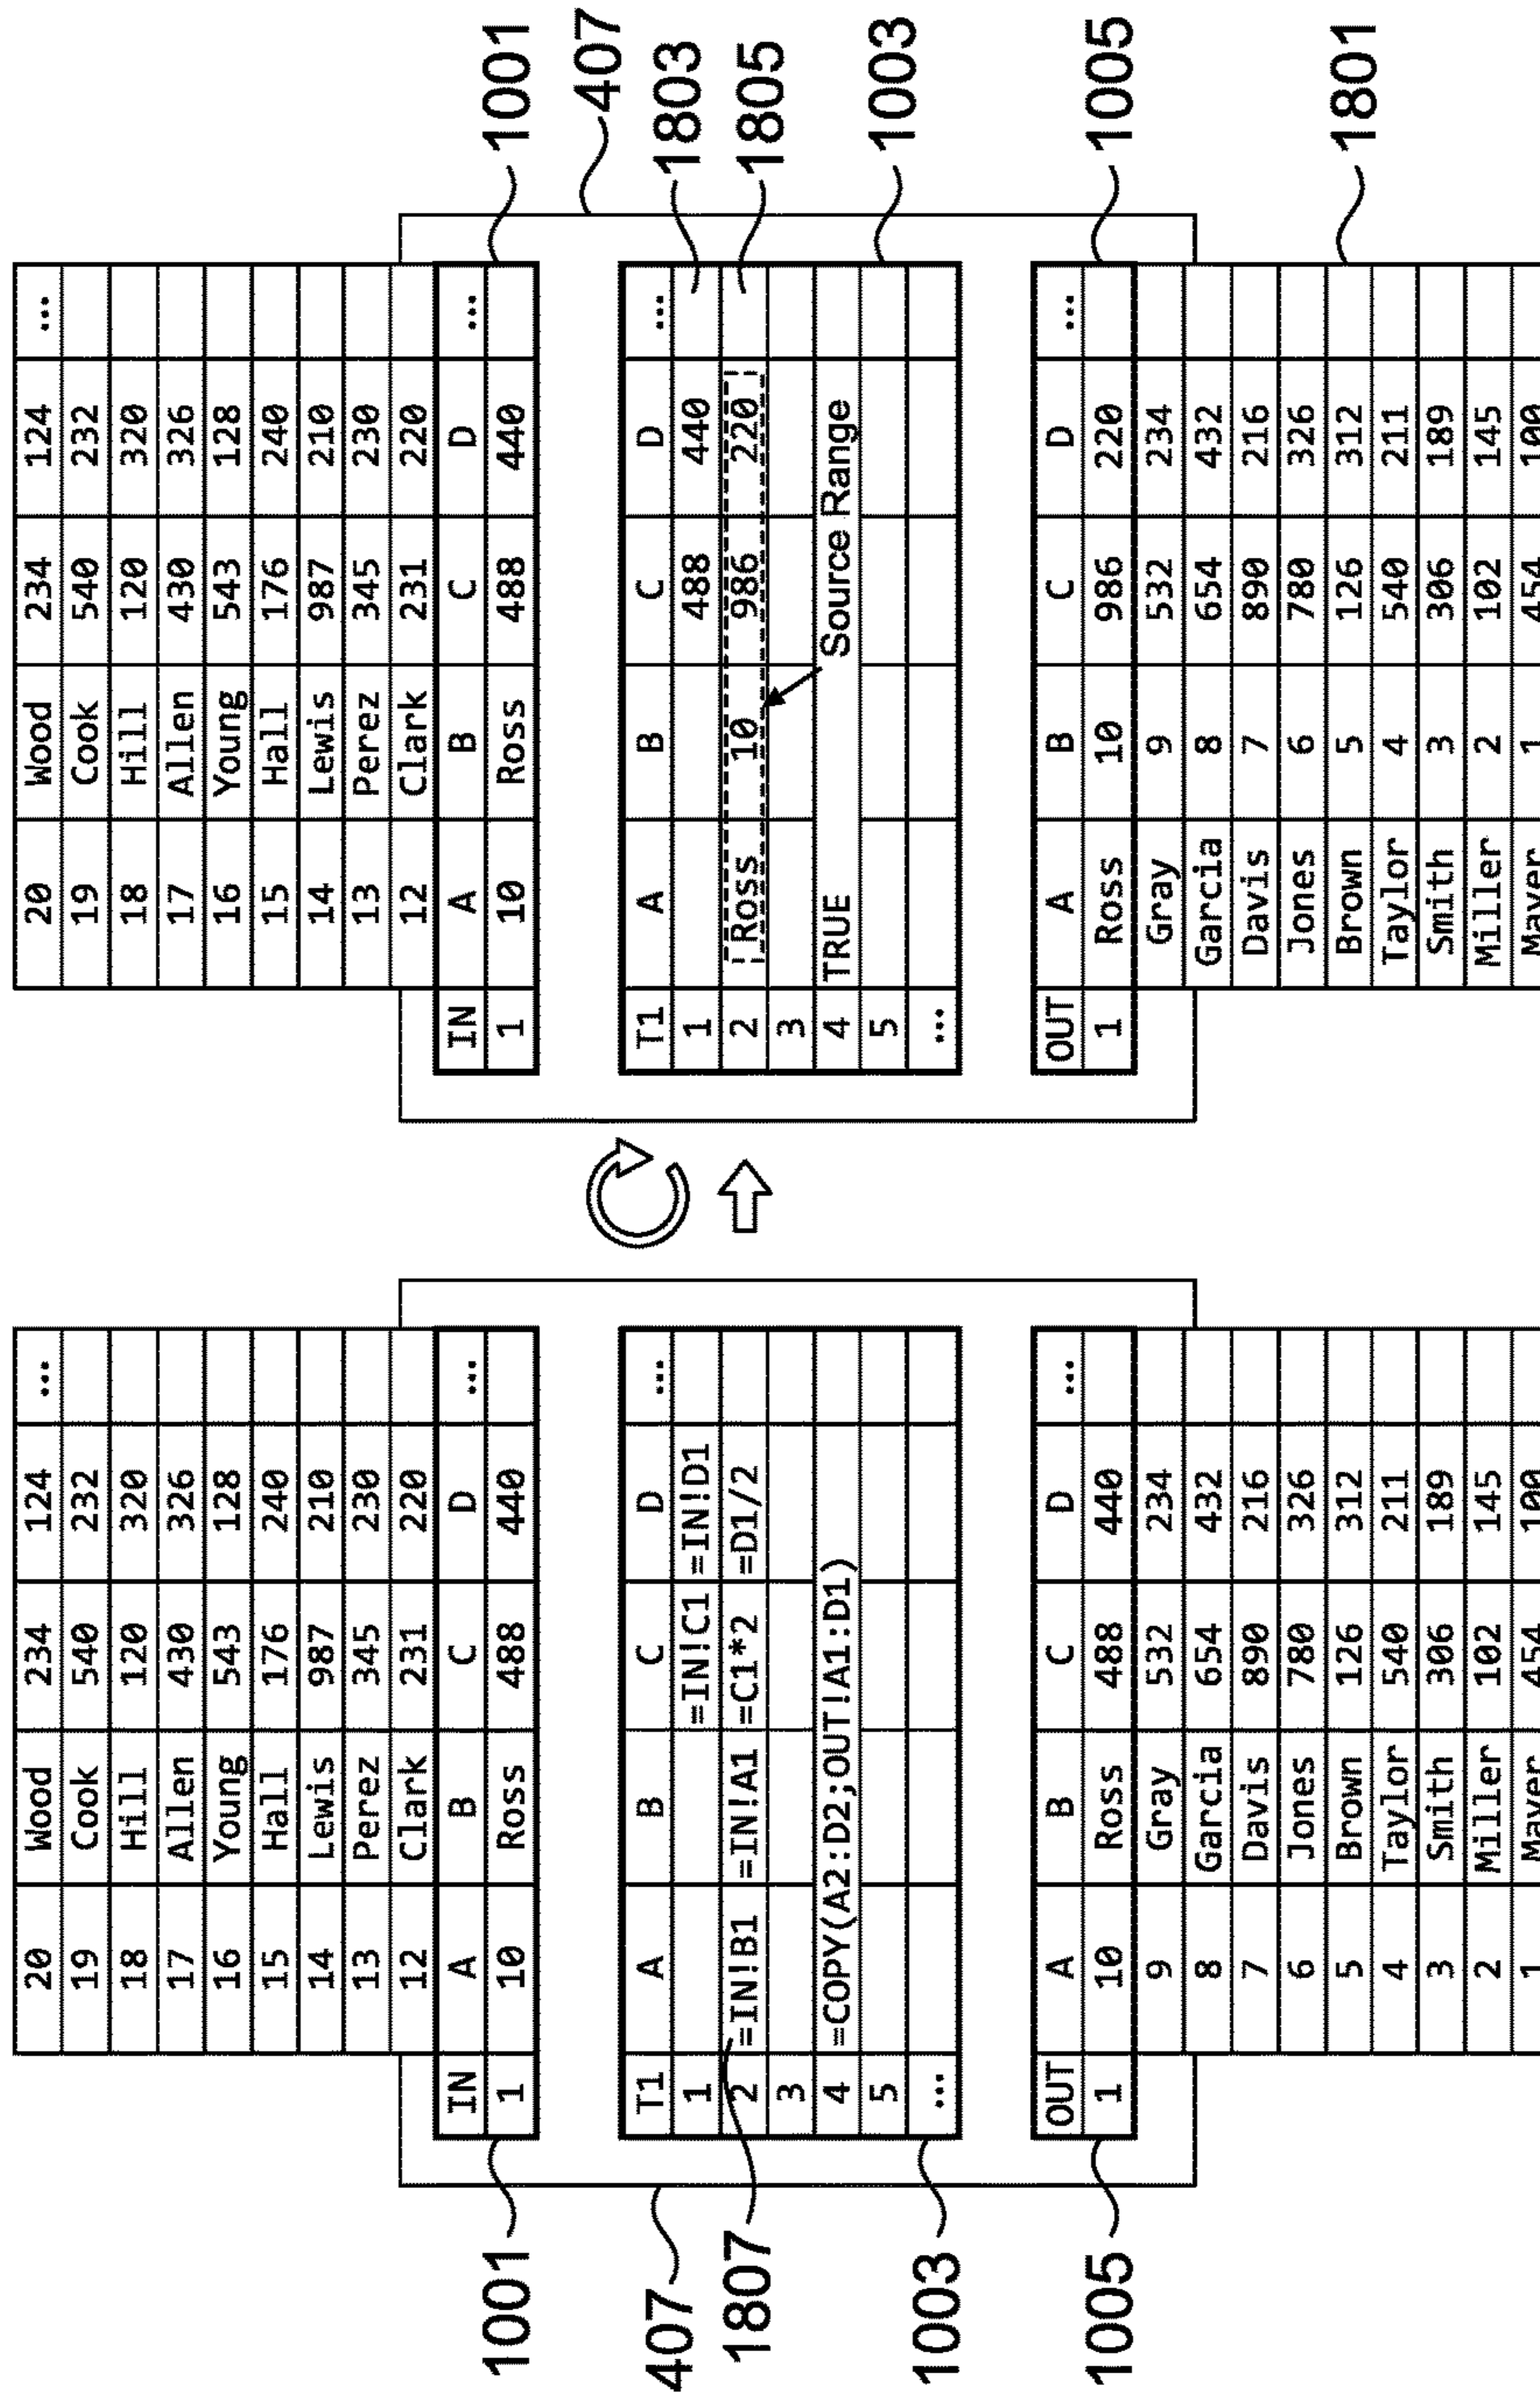 20 Wood 234 124 ...
19 Cook 540 232
18 Hill 120 320
17 Allen 430 326
16 Young 543 128
15 Hall 176 240
14 Lewis 987 210
13 Perez 345 230
12 Clark 231 220
IN A B C D ...
1 10 Ross 488 440
1001
407
T1 A B C D ...
1 =IN!C1 =IN!D1
2 =IN!B1 =IN!A1 =C1*2 =D1/2
1807
3
4 =COPY(A2:D2;OUT!A1:D1)
5
...
1003
OUT A B C D ...
1 10 Ross 488 440
1005
9 Gray 532 234
8 Garcia 654 432
7 Davis 890 216
6 Jones 780 326
5 Brown 126 312
4 Taylor 540 211
3 Smith 306 189
2 Miller 102 145
1 Mayer 454 100
20 Wood 234 124 ...
19 Cook 540 232
18 Hill 120 320
17 Allen 430 326
16 Young 543 128
15 Hall 176 240
14 Lewis 987 210
13 Perez 345 230
12 Clark 231 220
IN A B C D ...
1 10 Ross 488 440
1001
407
T1 A B C D ...
1 488 440
1803
2 Ross 10 986 220
1805
3
4 TRUE
Source Range
5
...
1003
OUT A B C D ...
1 Ross 10 986 220
1005
Gray 9 532 234
Garcia 8 654 432
Davis 7 890 216
Jones 6 780 326
Brown 5 126 312
1801
Taylor 4 540 211
Smith 3 306 189
Miller 2 102 145
Mayer 1 454 100